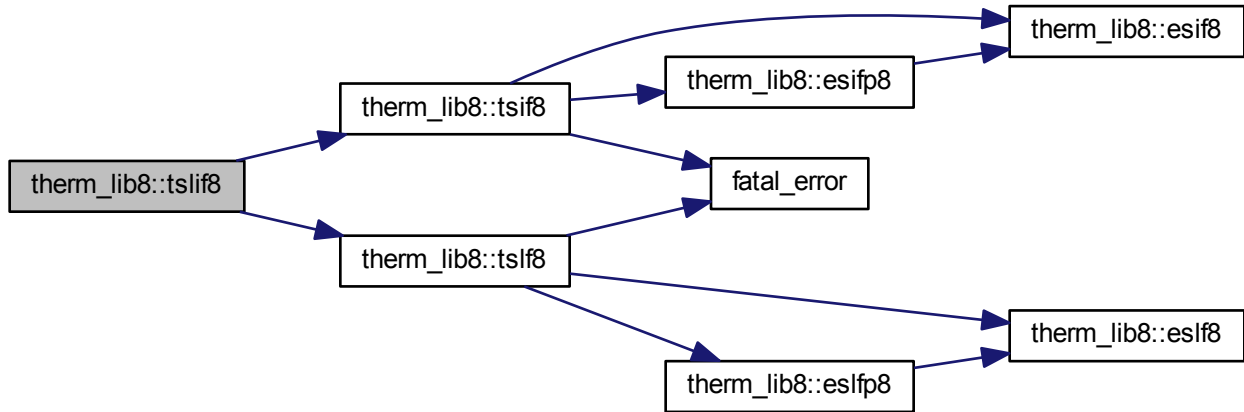 therm_lib8::esif8
therm_lib8::esifp8
therm_lib8::tsif8
therm_lib8::tslif8
fatal_error
therm_lib8::tslf8
therm_lib8::eslf8
therm_lib8::eslfp8